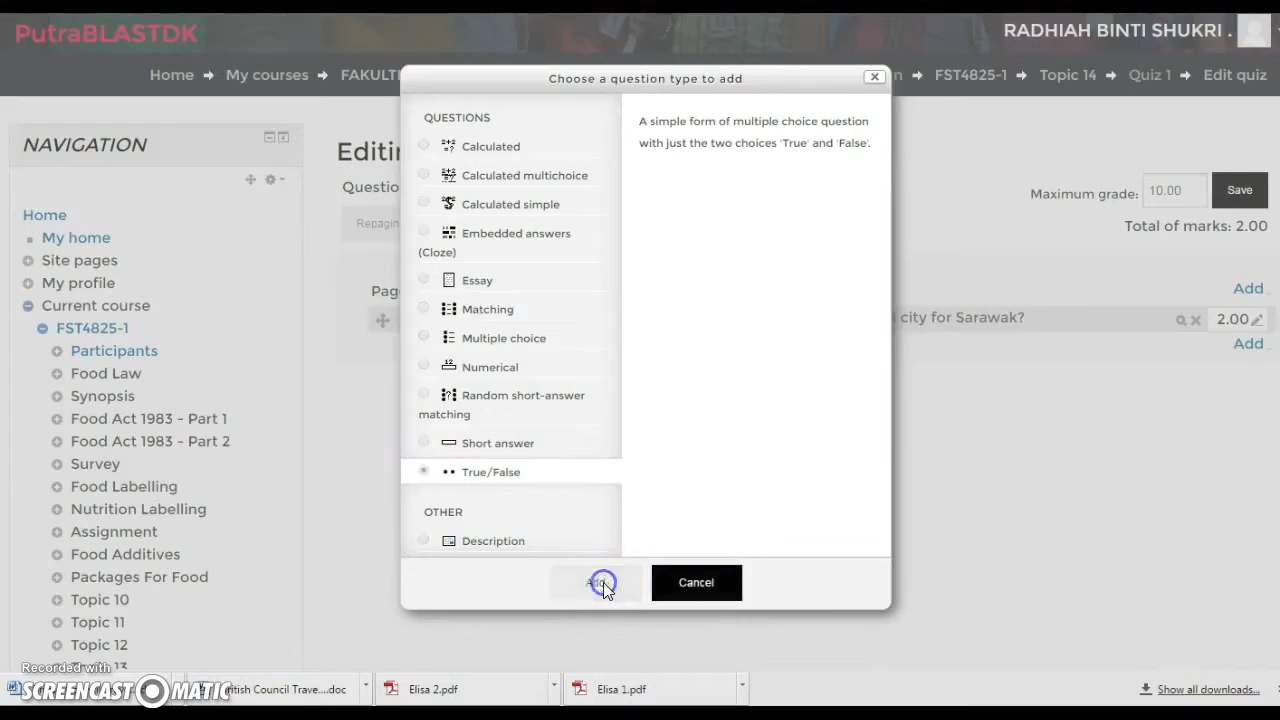 PutraBLASTDK
RADHIAH BINTI SHUKRI .
Home My courses FAKULT n FST4825-1 Topic 14 Quiz 1 Edit quiz
Choose a question type to add
QUESTIONS
Calculated
Calculated multichoice
Calculated simple
Embedded answers
(Cloze)
Essay
Matching
Multiple choice
Numerical
Random short-answer
matching
Short answer
True/False
OTHER
Description
A simple form of multiple choice question
with just the two choices 'True' and 'False'.
Add
Cancel
NAVIGATION
Home
My home
Site pages
My profile
Current course
FST4825-1
Participants
Food Law
Synopsis
Food Act 1983 - Part 1
Food Act 1983 - Part 2
Survey
Food Labelling
Nutrition Labelling
Assignment
Food Additives
Packages For Food
Topic 10
Topic 11
Topic 12
13
Editi
Questio
Repagin
Pag
Maximum grade: 10.00 Save
Total of marks: 2.00
Add
l city for Sarawak? 2.00
Add
Recorded with
SCREENCAST MATIC
ritish Council Trave....doc
Elisa 2.pdf
Elisa 1.pdf
Show all downloads...